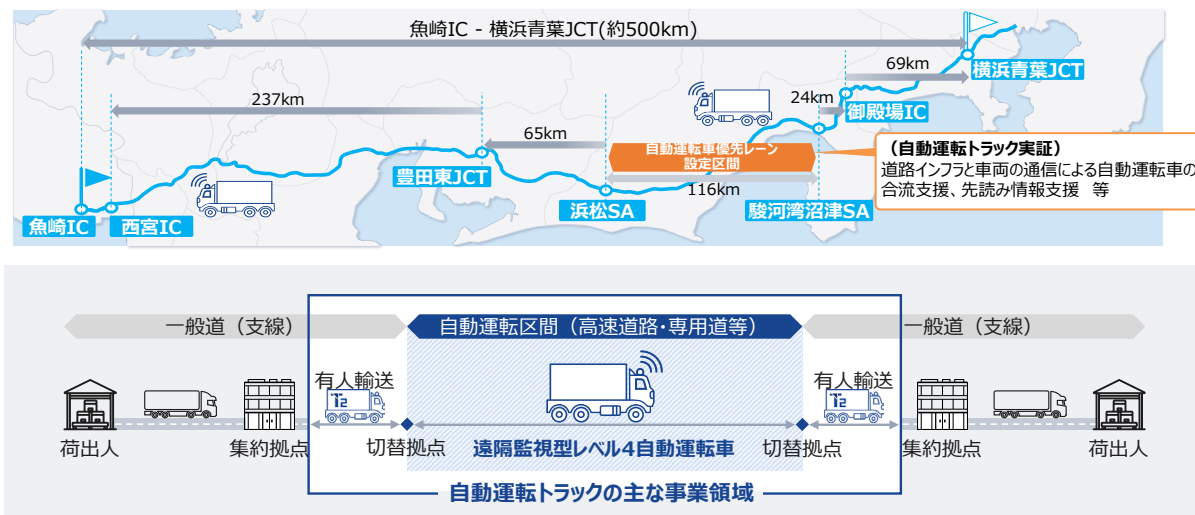 魚崎IC - 横浜青葉JCT(約500km)
69km
横浜青葉JCT
237km
24km
御殿場IC
65km
自動運転車優先レーン
設定区間
(自動運転トラック実証)
道路インフラと車両の通信による自動運転車の
合流支援、先読み情報支援　等
豊田東JCT
116km
浜松SA
駿河湾沼津SA
魚崎IC
西宮IC
一般道（支線）
自動運転区間（高速道路・専用道等）
一般道（支線）
有人輸送
有人輸送
T2
T2
荷出人
集約拠点
切替拠点
遠隔監視型レベル4自動運転車
切替拠点
集約拠点
荷出人
自動運転トラックの主な事業領域